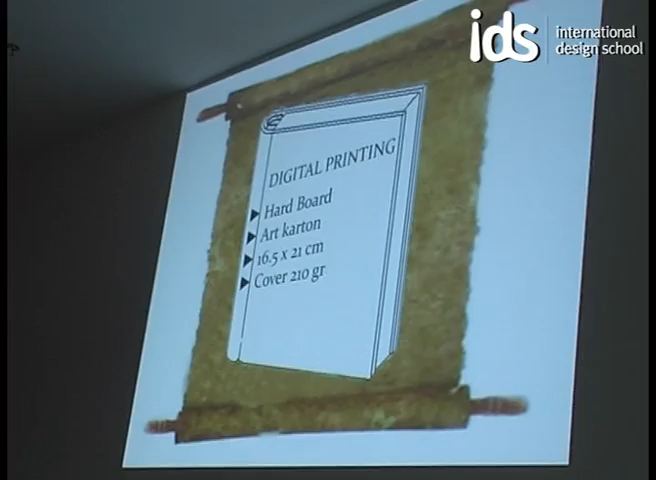 ids
international
design school
DIGITAL PRINTING
Hard Board
Art karton
16.5 x 21 cm
Cover 210 gr